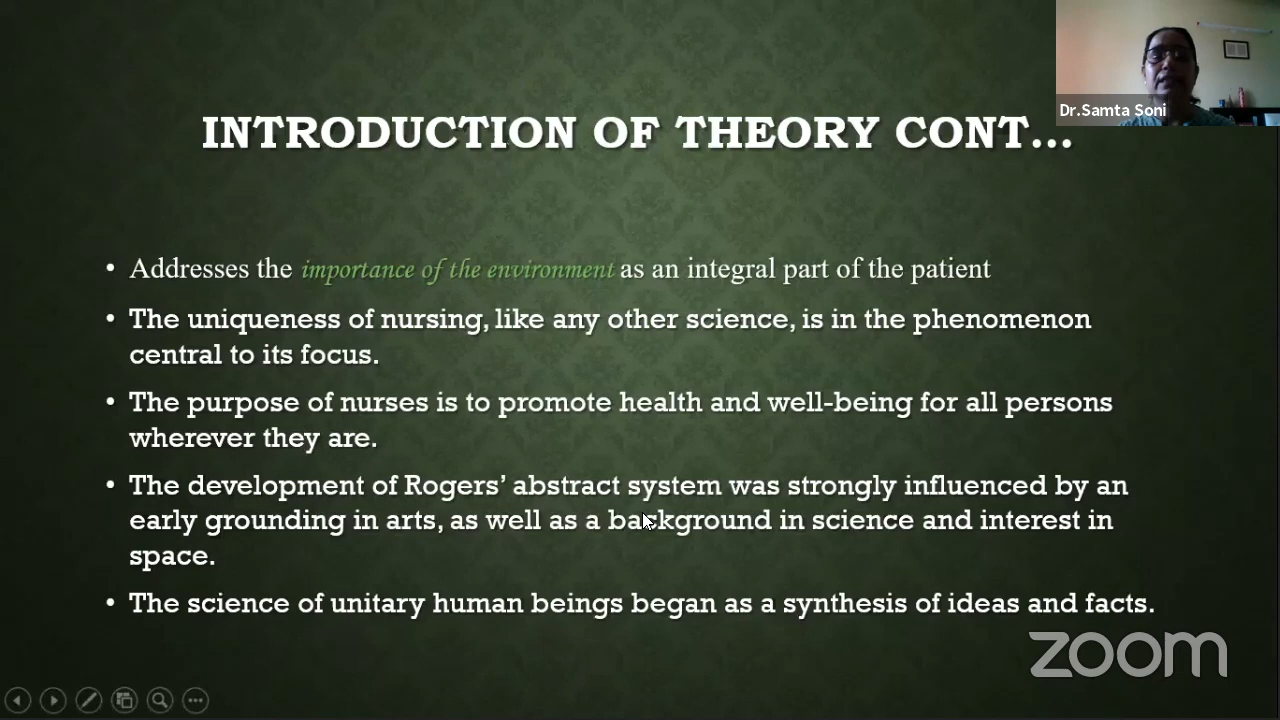 Dr.Samta Soni
INTRODUCTION OF THEORY CONT...
• Addresses the importance of the environment as an integral part of the patient
• The uniqueness of nursing, like any other science, is in the phenomenon
central to its focus.
• The purpose of nurses is to promote health and well-being for all persons
wherever they are.
• The development of Rogers’ abstract system was strongly influenced by an
early grounding in arts, as well as a background in science and interest in
space.
• The science of unitary human beings began as a synthesis of ideas and facts.
zoom